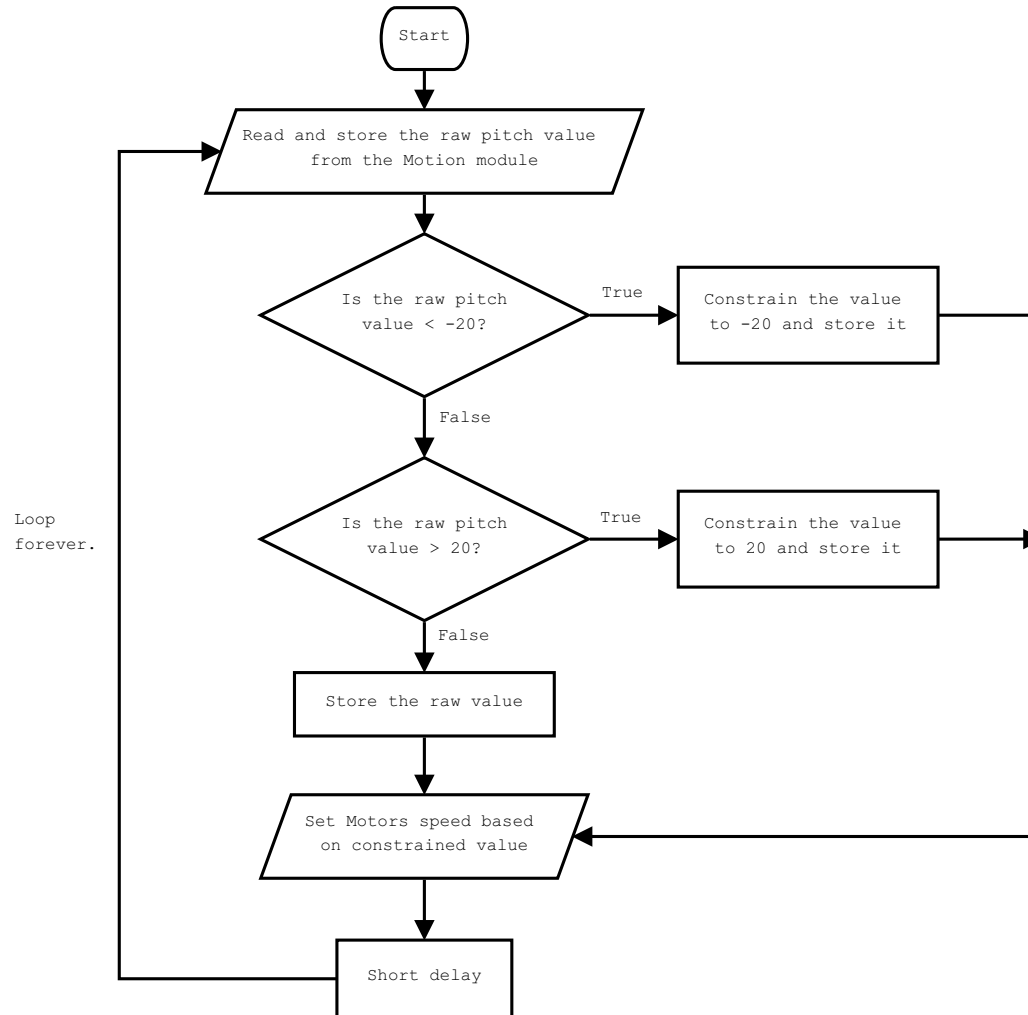 Start
Read and store the raw pitch value
from the Motion module
Is the raw pitch
value < -20?
True
Constrain the value
to -20 and store it
False
Is the raw pitch
value > 20?
True
Constrain the value
to 20 and store it
Loop
forever.
False
Store the raw value
Set Motors speed based
on constrained value
Short delay